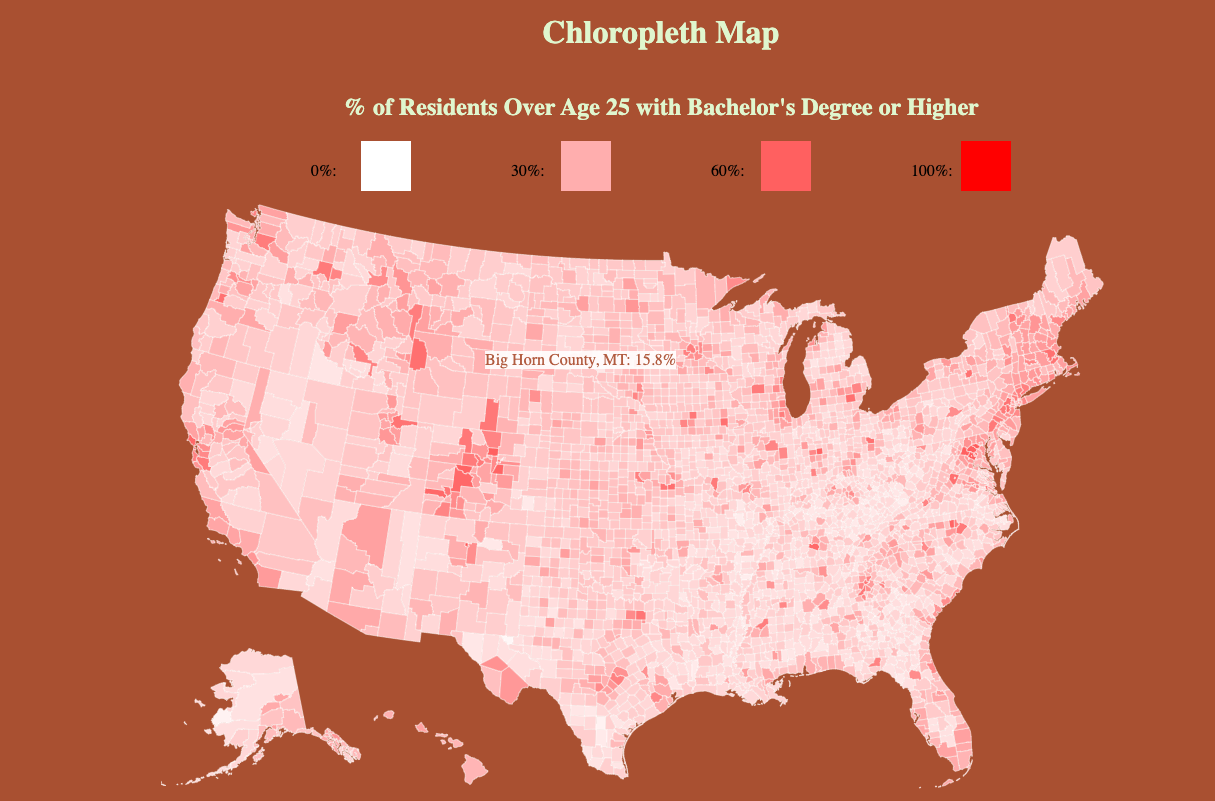 Chloropleth Map
% of Residents Over Age 25 with Bachelor's Degree or Higher
0%: 30%: 60%: 100%:
Big Horn County, MT: 15.8%